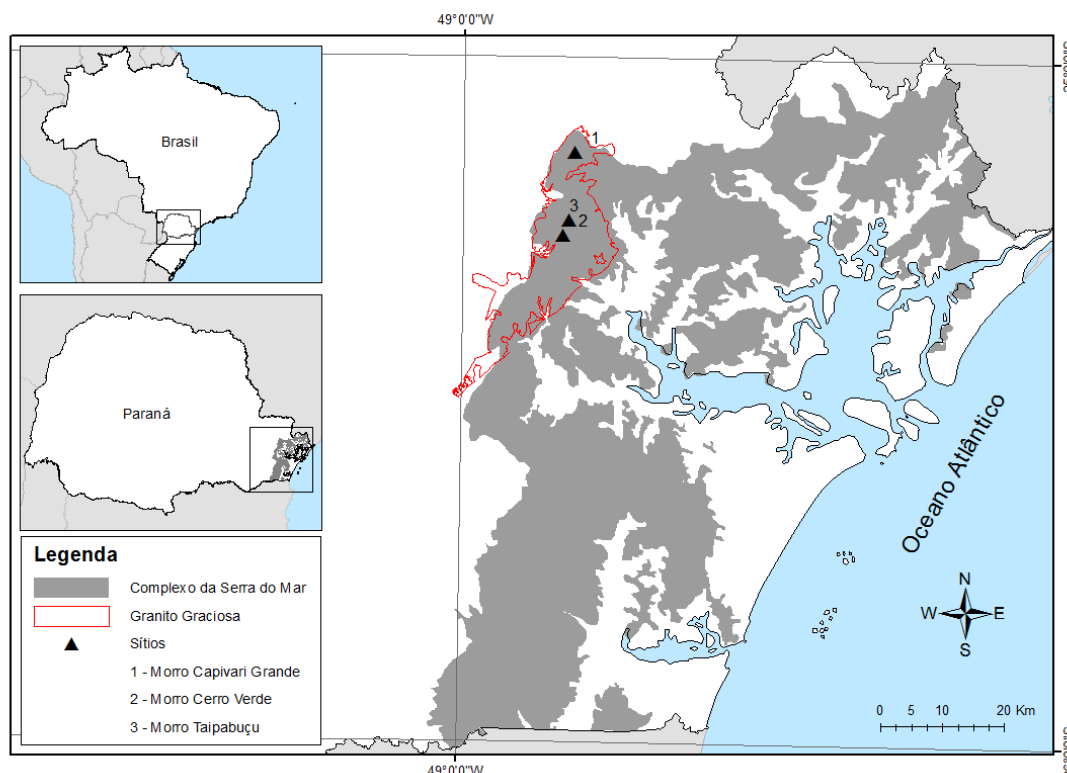 49°0'0"W
Brasil
Paraná
Legenda
Complexo da Serra do Mar
Granito Graciosa
Sítios
1 - Morro Capivari Grande
2 - Morro Cerro Verde
3 - Morro Taipabuçu
1
3
2
Oceano Atlântico
N
W
E
S
0 5 10 20 Km
49°0'0"W